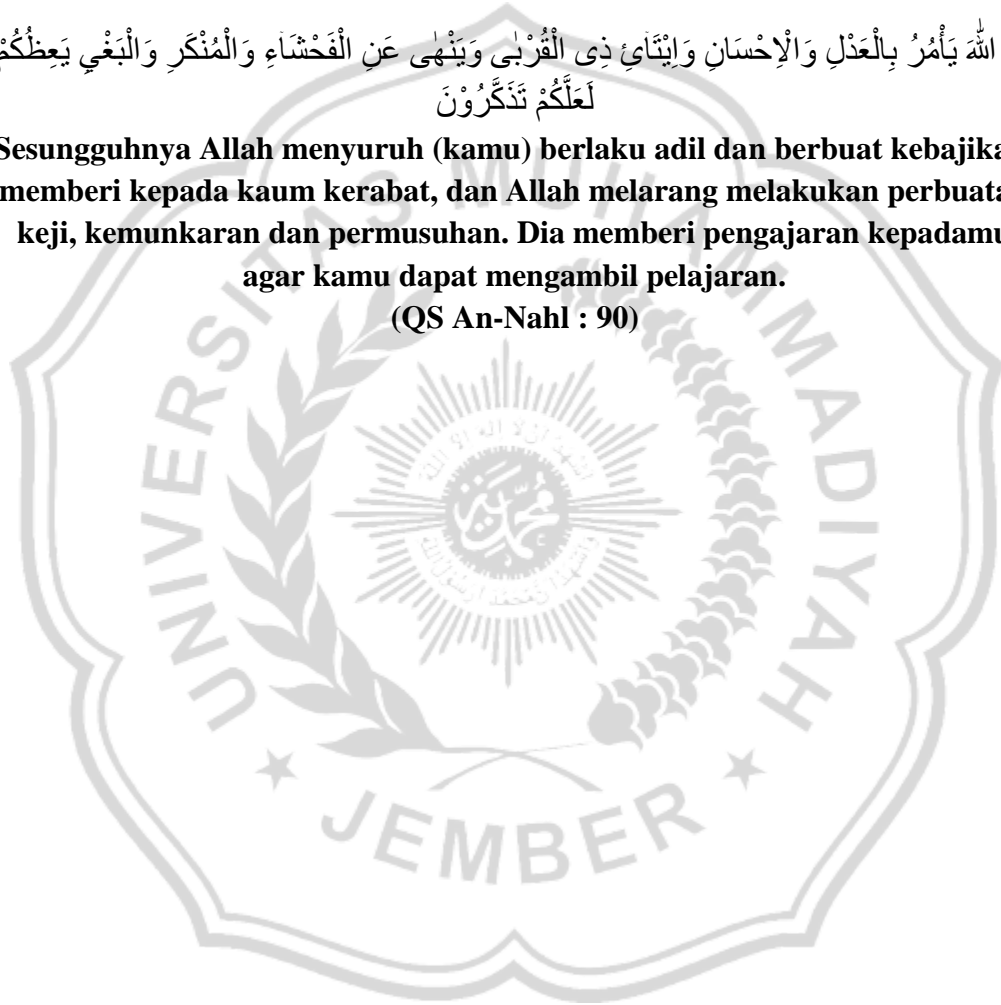 اللّٰهَ يَأْمُرُ بِالْعَدْلِ وَالْاِحْسَانِ وَاِيْتَاۤئِ ذِى الْقُرْبٰى وَيَنْهٰى عَنِ الْفَحْشَاۤءِ وَالْمُنْكَرِ وَالْبَغْيِ يَعِظُكُمْ
لَعَلَّكُمْ تَذَكَّرُوْنَ
Sesungguhnya Allah menyuruh (kamu) berlaku adil dan berbuat kebajika
memberi kepada kaum kerabat, dan Allah melarang melakukan perbuata
keji, kemunkaran dan permusuhan. Dia memberi pengajaran kepadamu
agar kamu dapat mengambil pelajaran.
(QS An-Nahl : 90)
UNIVERSITAS MUHAMMADIYAH
JEMBER